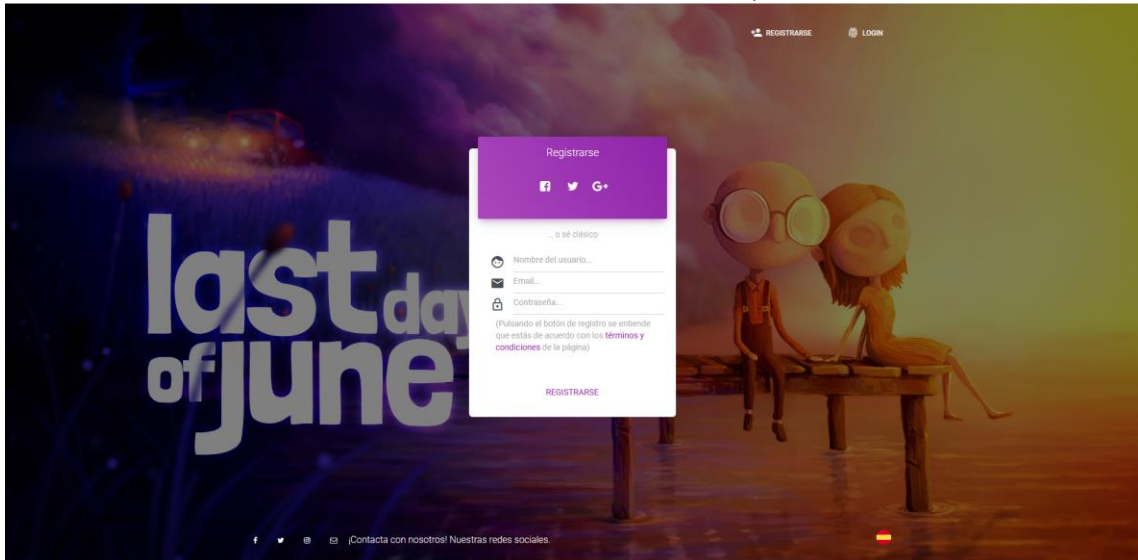 REGISTRARSE
LOGIN
Registrarse
G+
... o sé clásico
Nombre del usuario...
Email...
Contraseña...
(Pulsando el botón de registro se entiende
que estás de acuerdo con los términos y
condiciones de la página)
REGISTRARSE
last day
of june
¡Contacta con nosotros! Nuestras redes sociales.